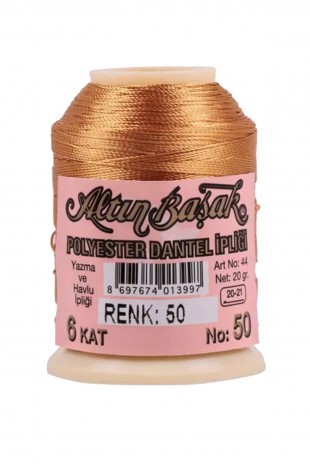 Altın Başak
POLYESTER DANTEL İPLİĞİ
Yazma
ve
Havlu
İpliği
Art No: 44
Net: 20 gr.
20-21
8 697674 013997
RENK: 50
6 KAT
No: 50